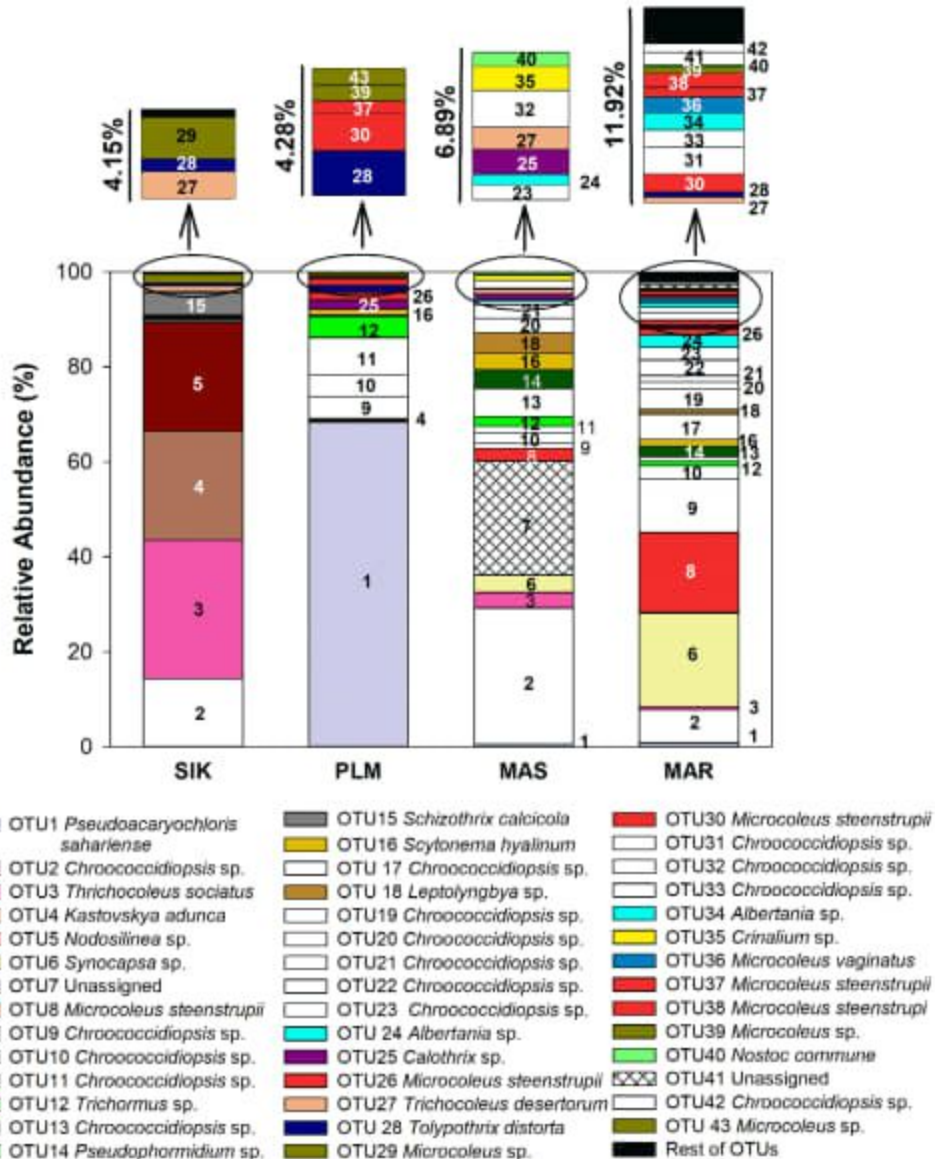 4.15%
4.28%
6.89%
11.92%
29
28
27
43
39
37
30
28
40
35
32
27
25
24
23
42
41
40
39
38
37
36
34
33
31
30
28
27
Relative Abundance (%)
100
80
60
40
20
0
15
5
4
3
2
26
25
16
12
11
10
9
4
1
21
20
18
16
14
13
12
11
10
9
8
7
6
3
2
1
26
24
23
22
21
20
19
18
17
16
13
14
12
10
9
8
6
3
2
1
SIK PLM MAS MAR
OTU1 Pseudoacaryochloris
sahariense
OTU2 Chroococcidiopsis sp.
OTU3 Thrichocoleus sociatus
OTU4 Kastovskya adunca
OTU5 Nodosilinea sp.
OTU6 Synocapsa sp.
OTU7 Unassigned
OTU8 Microcoleus steenstrupii
OTU9 Chroococcidiopsis sp.
OTU10 Chroococcidiopsis sp.
OTU11 Chroococcidiopsis sp.
OTU12 Trichormus sp.
OTU13 Chroococcidiopsis sp.
OTU14 Pseudophormidium sp.
OTU15 Schizothrix calcicola
OTU16 Scytonema hyalinum
OTU 17 Chroococcidiopsis sp.
OTU 18 Leptolyngbya sp.
OTU19 Chroococcidiopsis sp.
OTU20 Chroococcidiopsis sp.
OTU21 Chroococcidiopsis sp.
OTU22 Chroococcidiopsis sp.
OTU23 Chroococcidiopsis sp.
OTU 24 Albertania sp.
OTU25 Calothrix sp.
OTU26 Microcoleus steenstrupii
OTU27 Trichocoleus desertorum
OTU 28 Tolypothrix distorta
OTU29 Microcoleus sp.
OTU30 Microcoleus steenstrupii
OTU31 Chroococcidiopsis sp.
OTU32 Chroococcidiopsis sp.
OTU33 Chroococcidiopsis sp.
OTU34 Albertania sp.
OTU35 Crinalium sp.
OTU36 Microcoleus vaginatus
OTU37 Microcoleus steenstrupii
OTU38 Microcoleus steenstrupi
OTU39 Microcoleus sp.
OTU40 Nostoc commune
OTU41 Unassigned
OTU42 Chroococcidiopsis sp.
OTU 43 Microcoleus sp.
Rest of OTUs